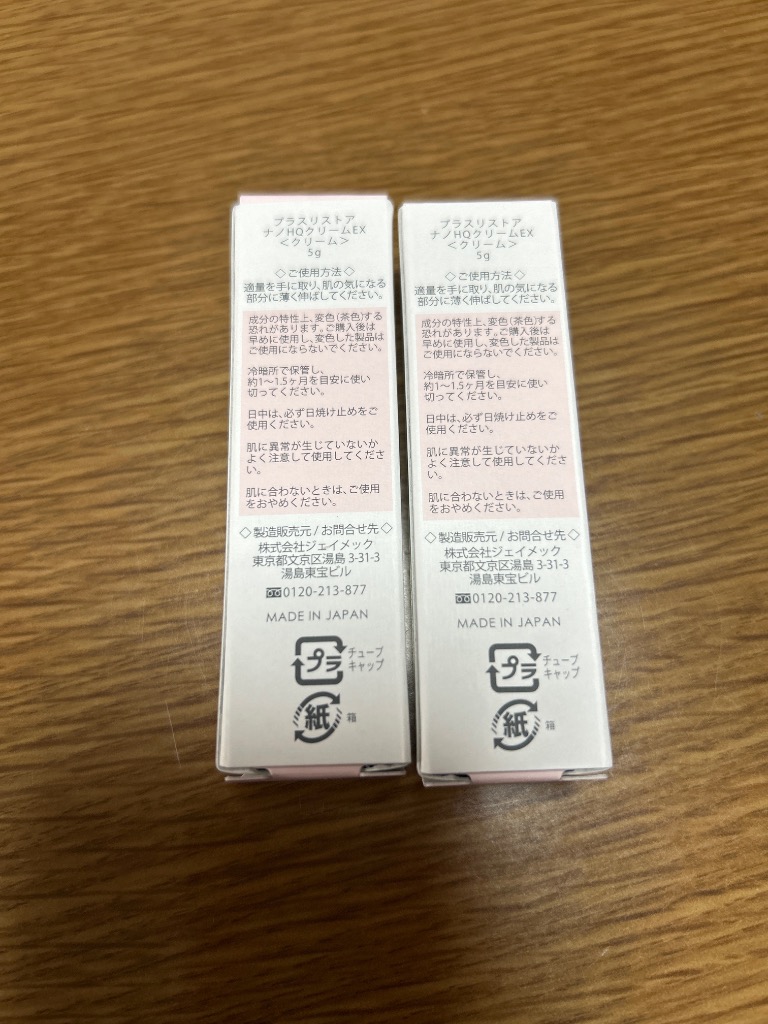 プラスリストア
ナノHQクリームEX
<クリーム>
5g
◇ご使用方法◇
適量を手に取り、肌の気になる
部分に薄く伸ばしてください。
成分の特性上、変色(茶色)する
恐れがあります。ご購入後は
早めに使用し、変色した製品は
ご使用にならないでください。
冷暗所で保管し、
約1〜1.5ヶ月を目安に使い
切ってください。
日中は、必ず日焼け止めをご
使用ください。
肌に異常が生じていないか
よく注意して使用してくださ
い。
肌に合わないときは、ご使用
をおやめください。
◇製造販売元/お問合せ先◇
株式会社ジェイメック
東京都文京区湯島 3-31-3
湯島東宝ビル
0120-213-877
MADE IN JAPAN
プラ
チューブ
キャップ
紙
箱
プラスリストア
ナノHQクリームEX
<クリーム>
5g
◇ご使用方法◇
適量を手に取り、肌の気になる
部分に薄く伸ばしてください。
成分の特性上、変色(茶色)する
恐れがあります。ご購入後は
早めに使用し、変色した製品は
ご使用にならないでください。
冷暗所で保管し、
約1〜1.5ヶ月を目安に使い
切ってください。
日中は、必ず日焼け止めをご
使用ください。
肌に異常が生じていないか
よく注意して使用してくださ
い。
肌に合わないときは、ご使用
をおやめください。
◇製造販売元/お問合せ先◇
株式会社ジェイメック
東京都文京区湯島 3-31-3
湯島東宝ビル
0120-213-877
MADE IN JAPAN
プラ
チューブ
キャップ
紙
箱